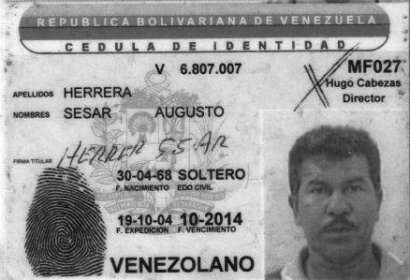 REPUBLICA BOLIVARIANA DE VENEZUELA
CEDULA DE IDENTIDAD
V 6.807.007
MF027
Hugo Cabezas
Director
APELLIDOS HERRERA
NOMBRES SESAR AUGUSTO
FIRMA TITULAR HERRER SESAR
30-04-68 SOLTERO
F. NACIMIENTO EDO CIVIL
19-10-04 10-2014
F. EXPEDICION F. VENCIMIENTO
VENEZOLANO